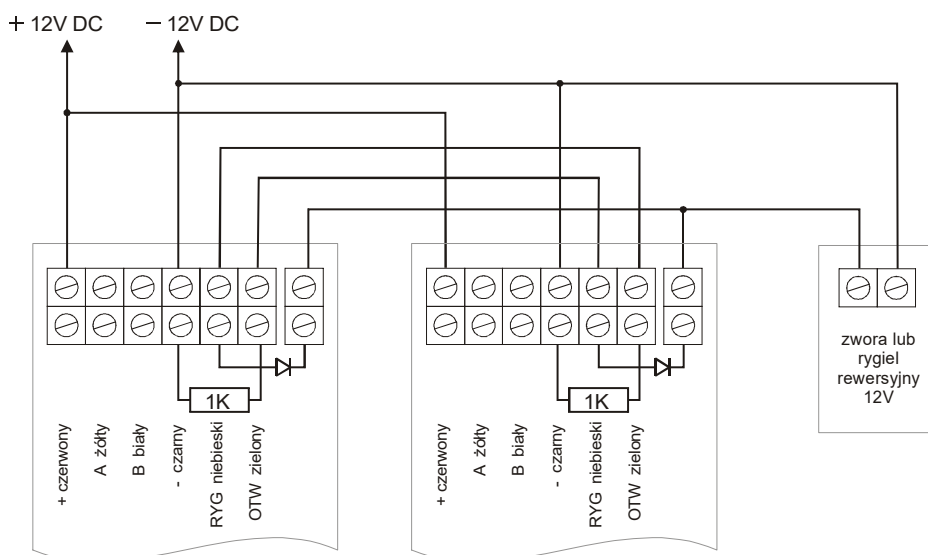 + 12V DC
− 12V DC
1K
1K
+ czerwony
A żółty
B biały
- czarny
RYG niebieski
OTW zielony
+ czerwony
A żółty
B biały
- czarny
RYG niebieski
OTW zielony
zwora lub
rygiel
rewersyjny
12V